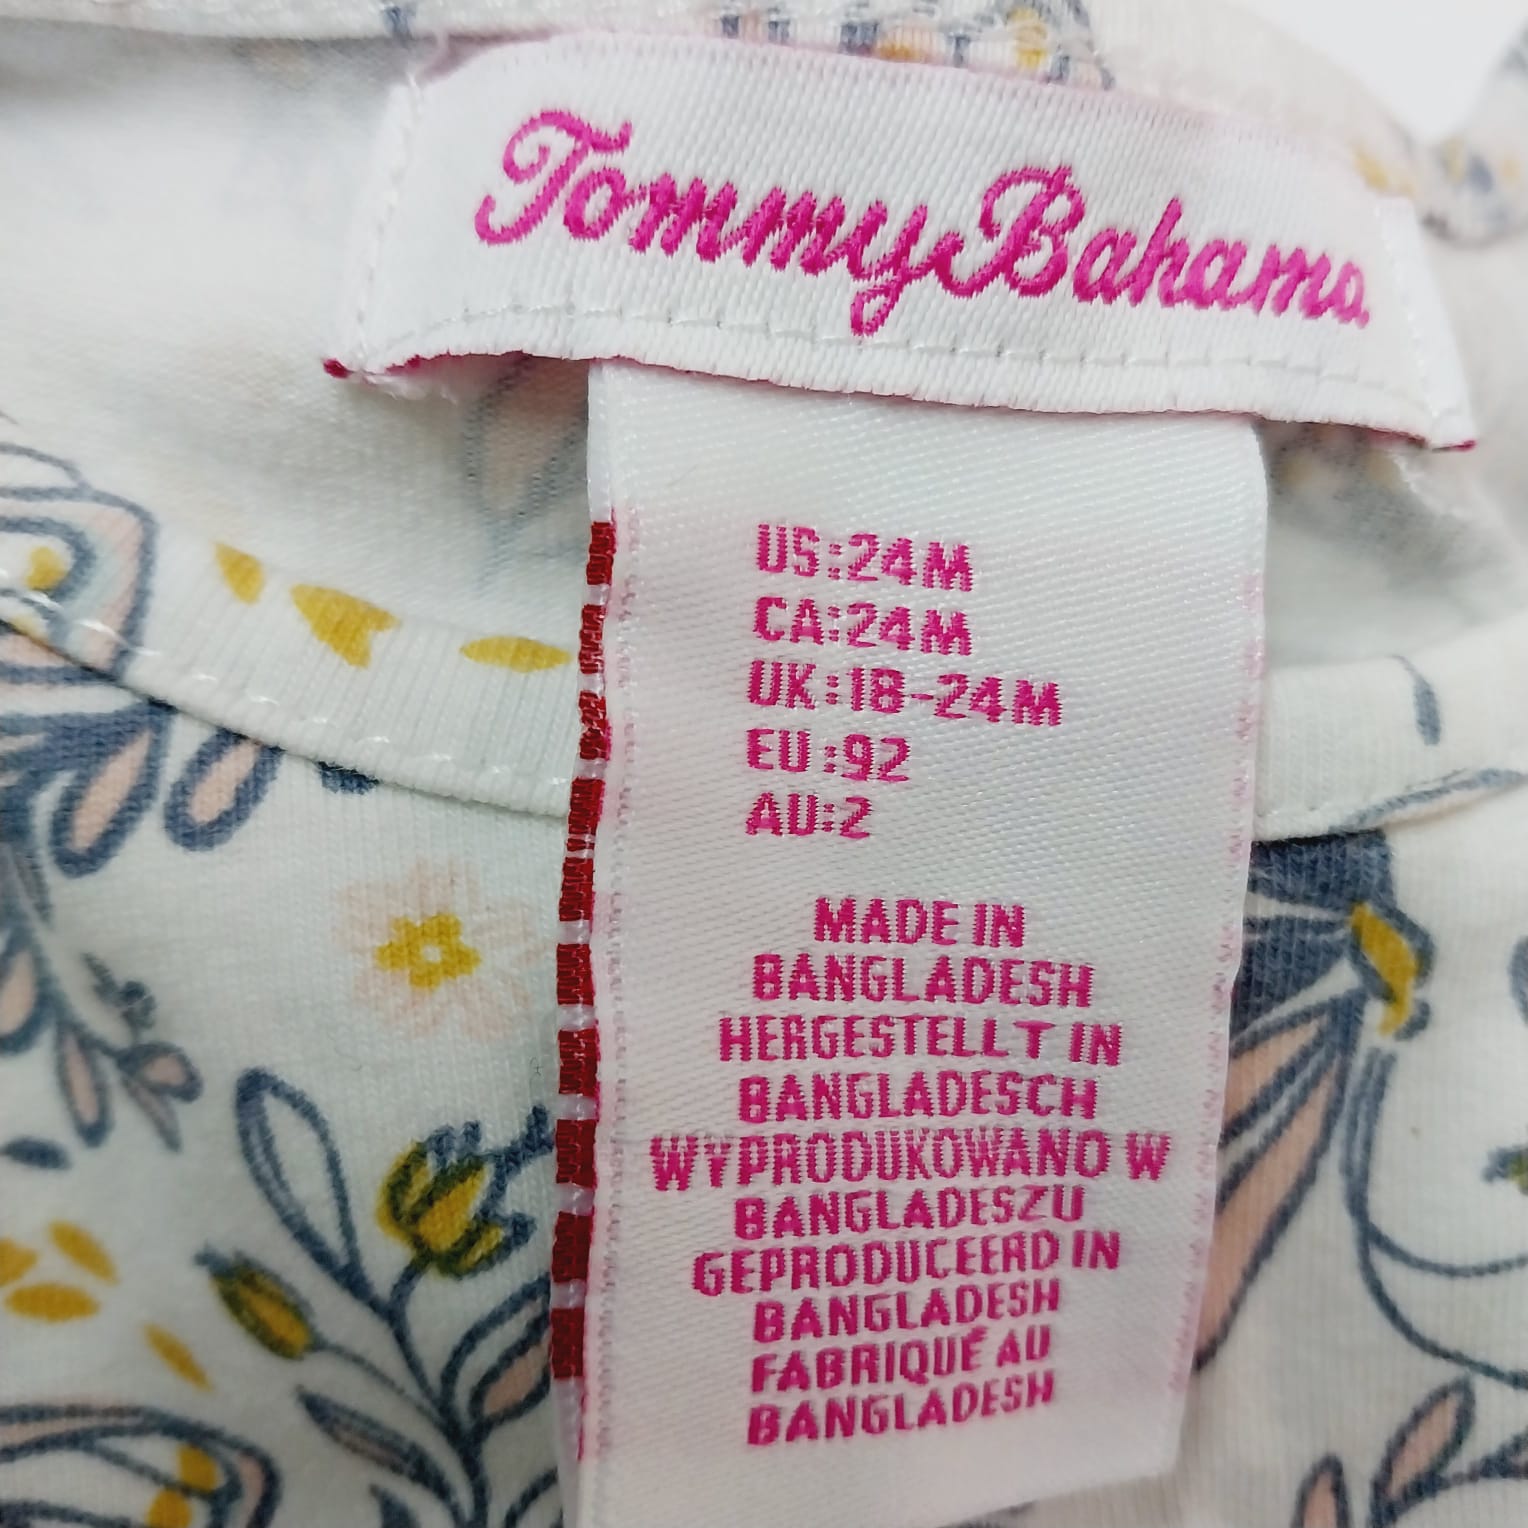 Tommy Bahama
US:24M
CA:24M
UK:18-24M
EU:92
AU:2
MADE IN
BANGLADESH
HERGESTELLT IN
BANGLADESCH
WYPRODUKOWANO W
BANGLADESZU
GEPRODUCEERD IN
BANGLADESH
FABRIQUÉ AU
BANGLADESH